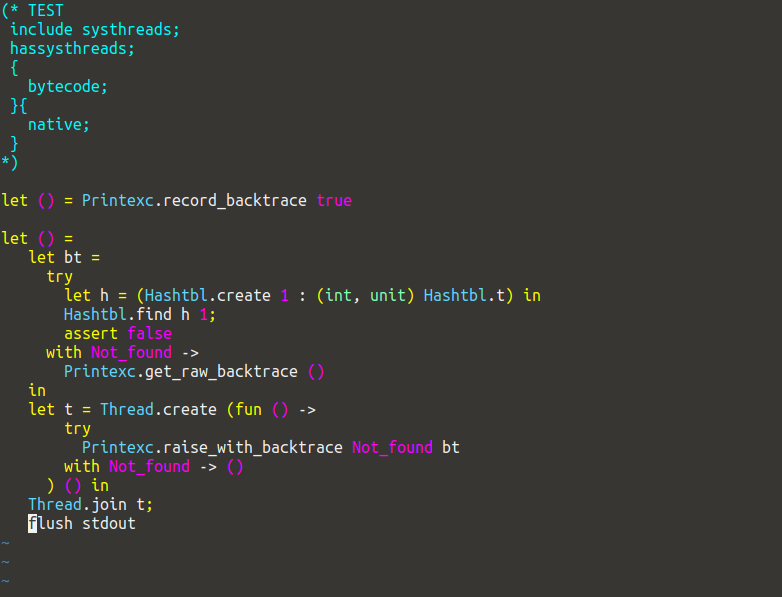 (* TEST
 include systhreads;
 hassysthreads;
 {
   bytecode;
 }{
   native;
 }
*)

let () = Printexc.record_backtrace true

let () =
   let bt =
     try
       let h = (Hashtbl.create 1 : (int, unit) Hashtbl.t) in
       Hashtbl.find h 1;
       assert false
     with Not_found ->
       Printexc.get_raw_backtrace ()
   in
   let t = Thread.create (fun () ->
       try
         Printexc.raise_with_backtrace Not_found bt
       with Not_found -> ()
     ) () in
   Thread.join t;
   flush stdout
~
~
~